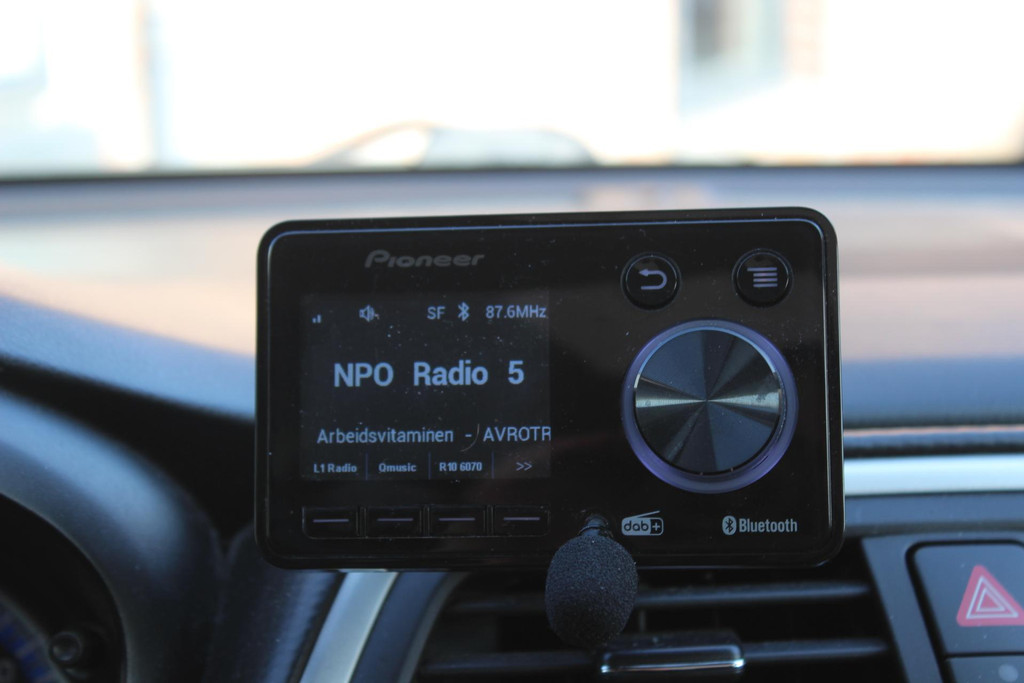 Pioneer
SF 87.6MHz
NPO Radio 5
Arbeidsvitaminen - AVROTR
L1 Radio Qmusic R10 6070 >>
dab+ Bluetooth